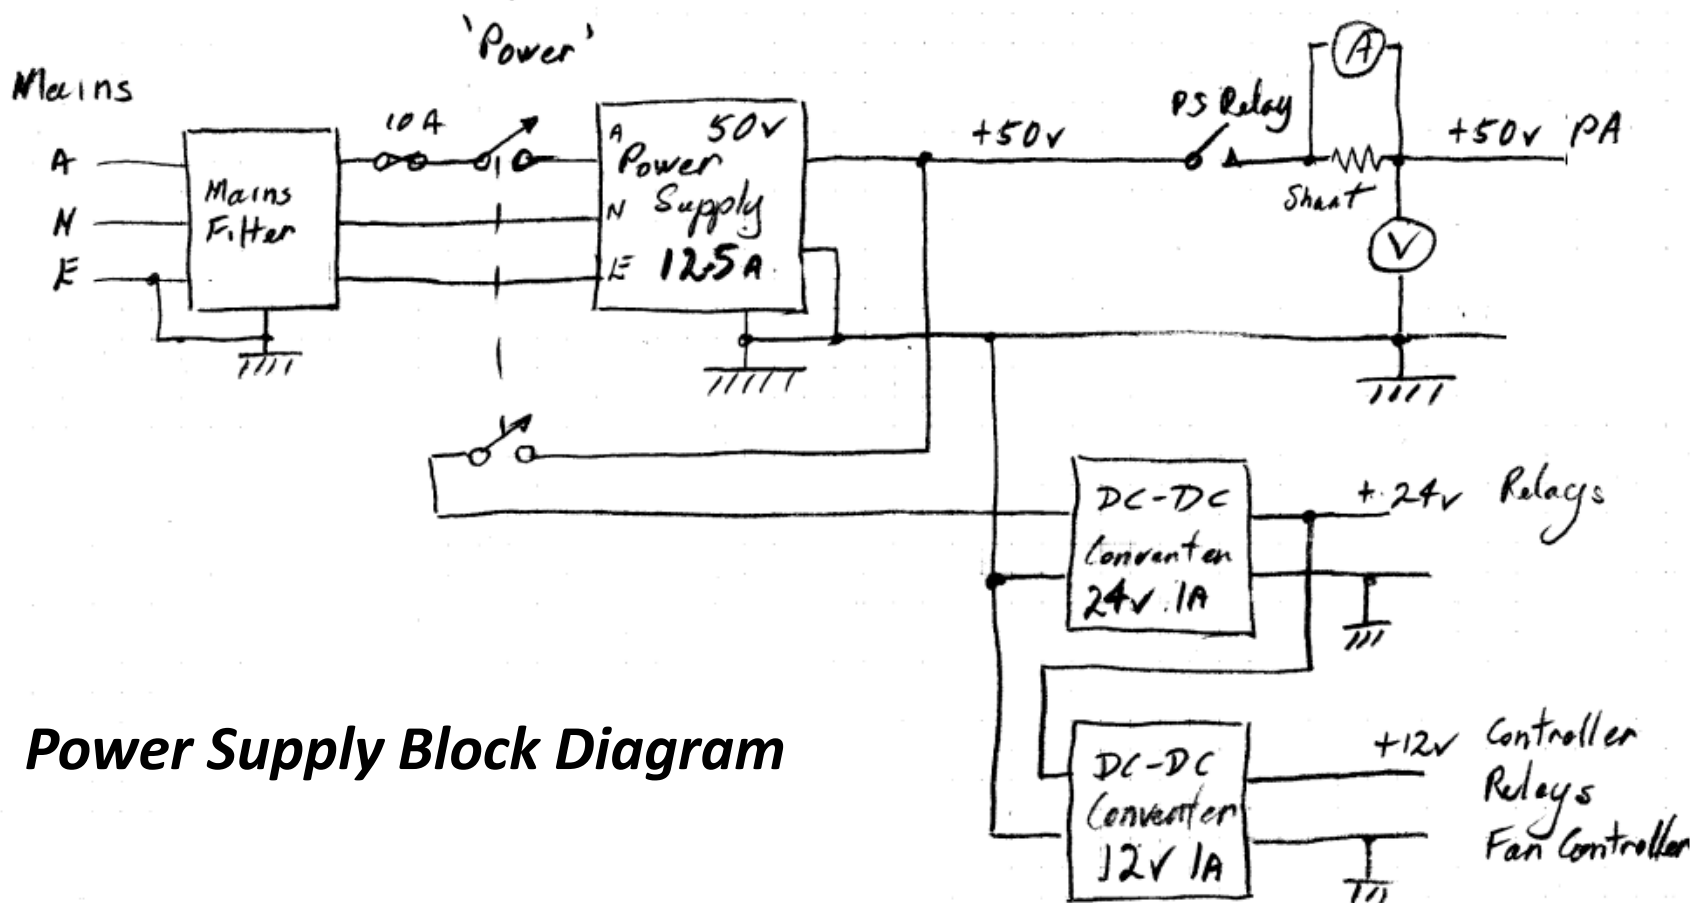 'Power'
Mains
A
N
E
Mains
Filter
10A
A 50v
Power
N Supply
E 12.5A
+50v
PS Relay
A
Shunt
+50v PA
V
DC-DC
Converter
24v 1A
+24v Relays
DC-DC
Converter
12v 1A
+12v Controller
Relays
Fan Controller
Power Supply Block Diagram